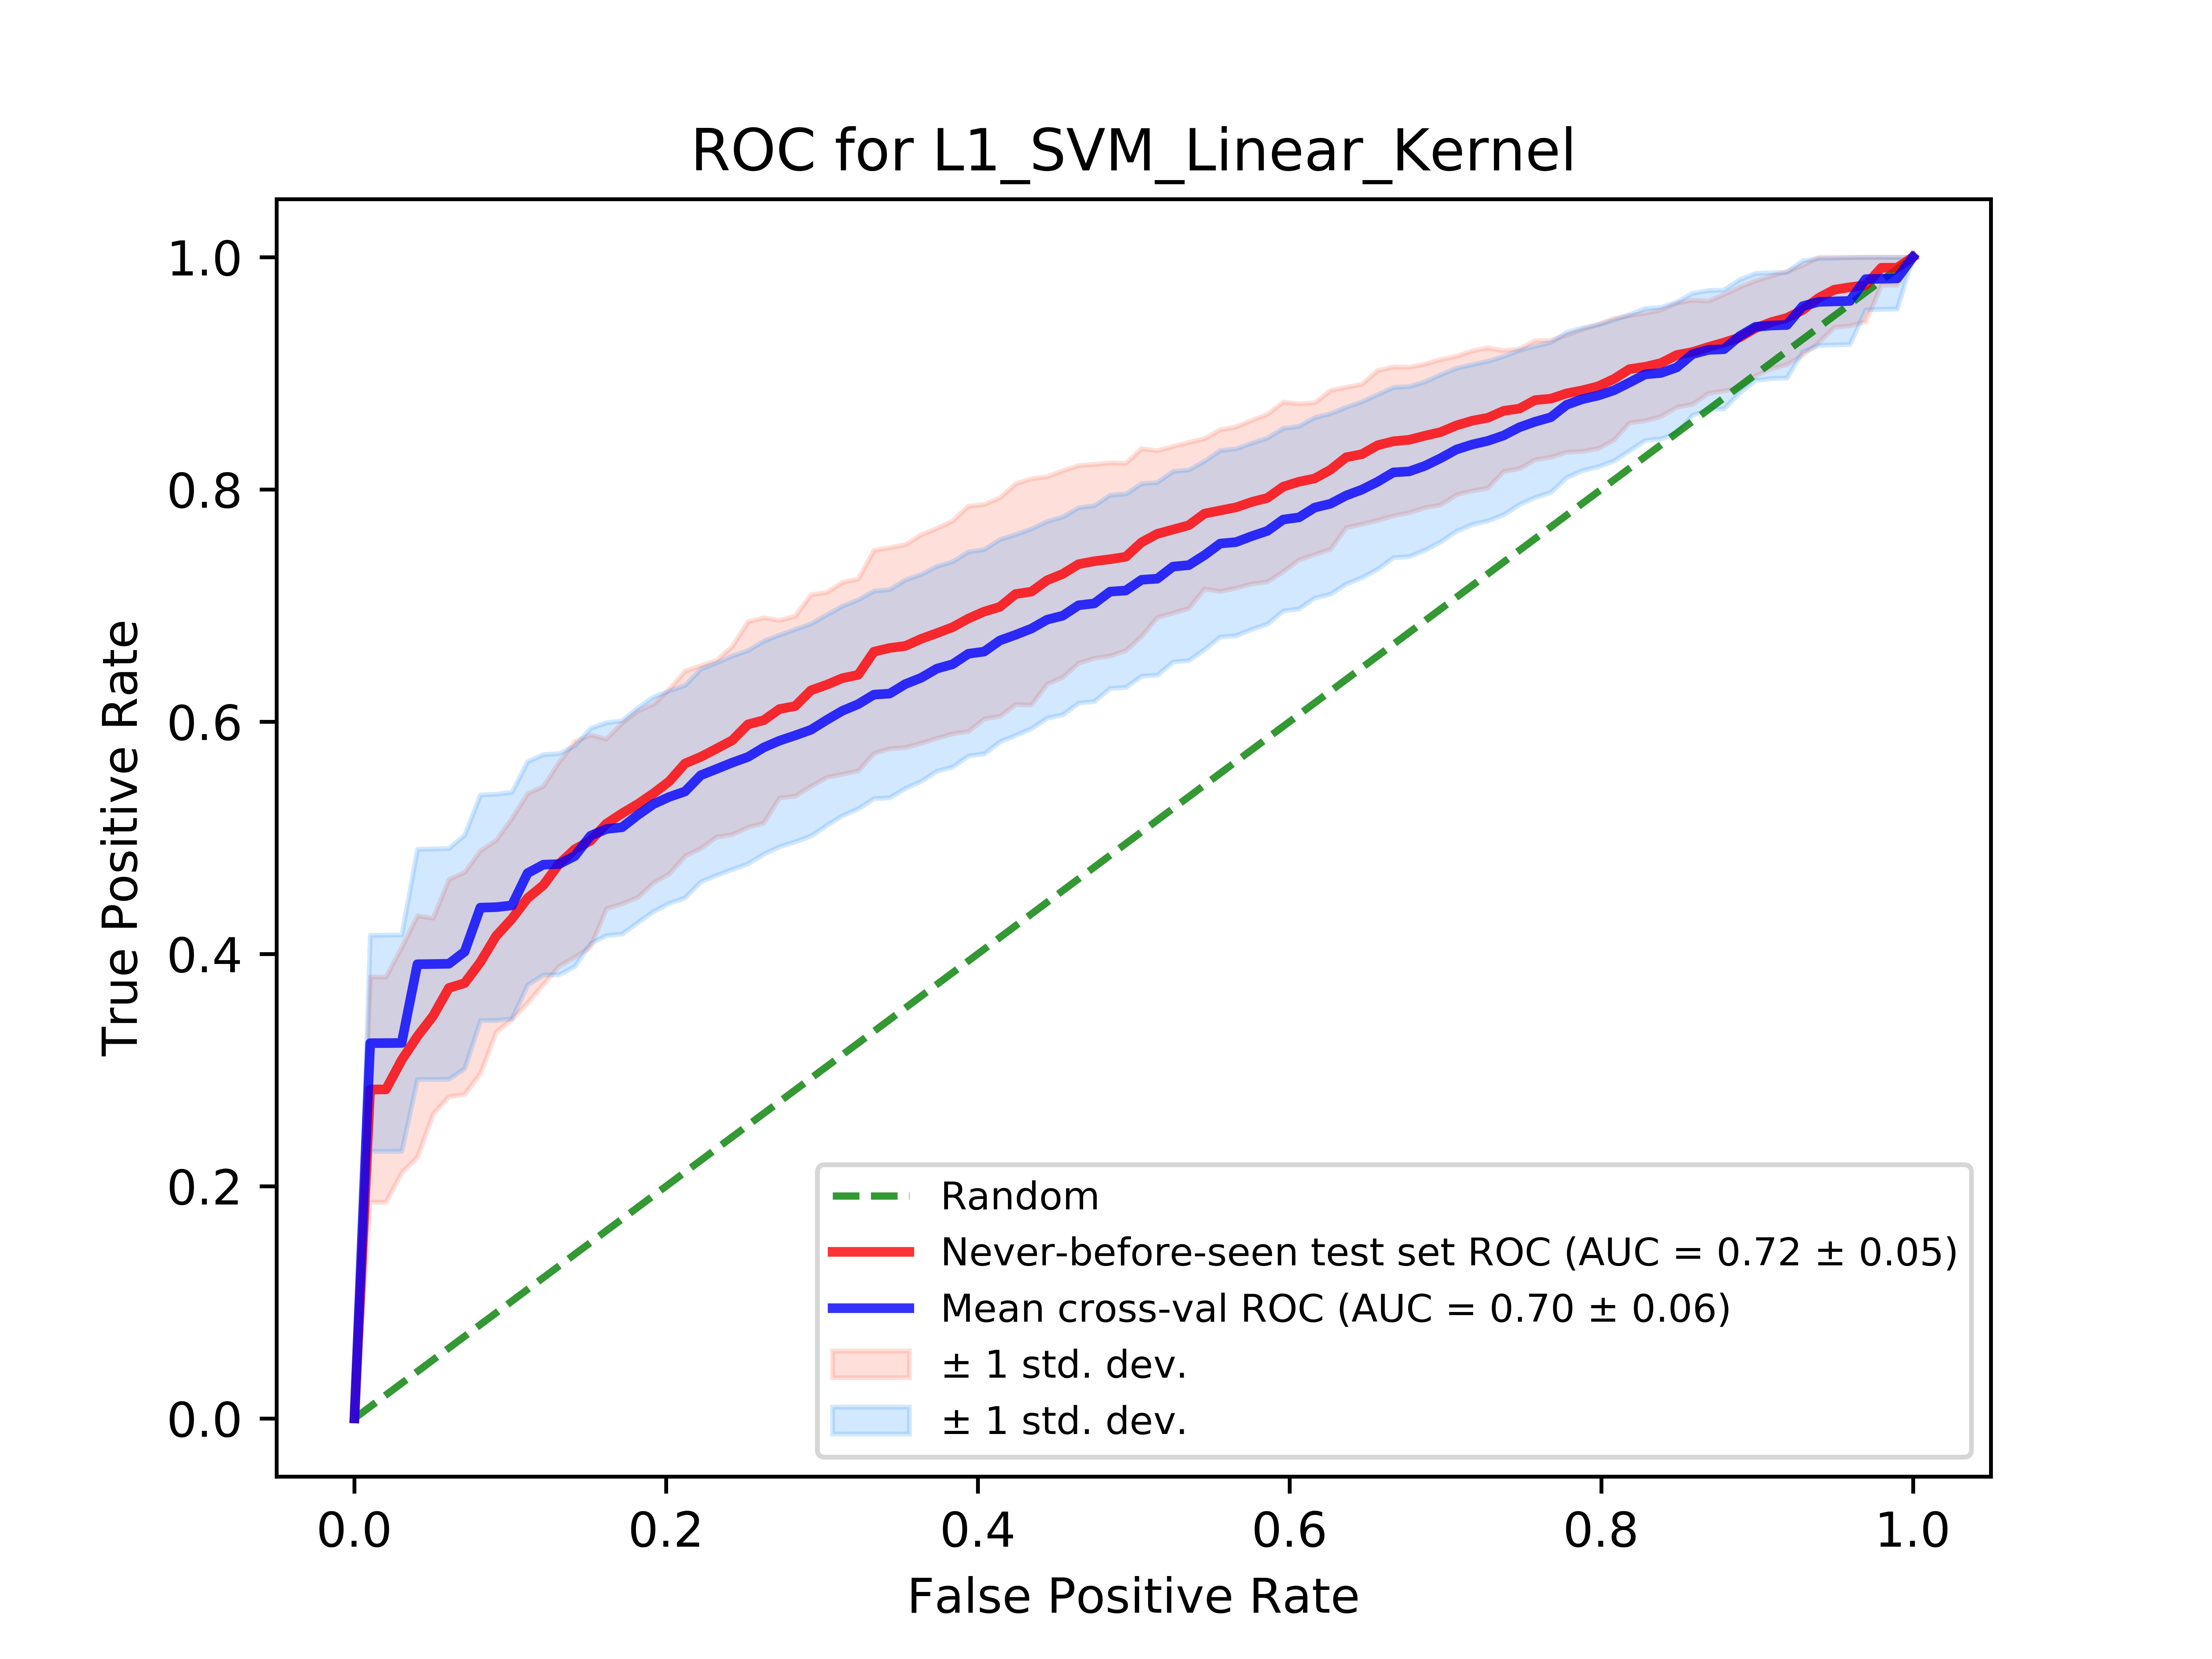 ROC for L1_SVM_Linear_Kernel
True Positive Rate
1.0
0.8
0.6
0.4
0.2
0.0
Random
Never-before-seen test set ROC (AUC = 0.72 ± 0.05)
Mean cross-val ROC (AUC = 0.70 ± 0.06)
± 1 std. dev.
± 1 std. dev.
0.0 0.2 0.4 0.6 0.8 1.0
False Positive Rate